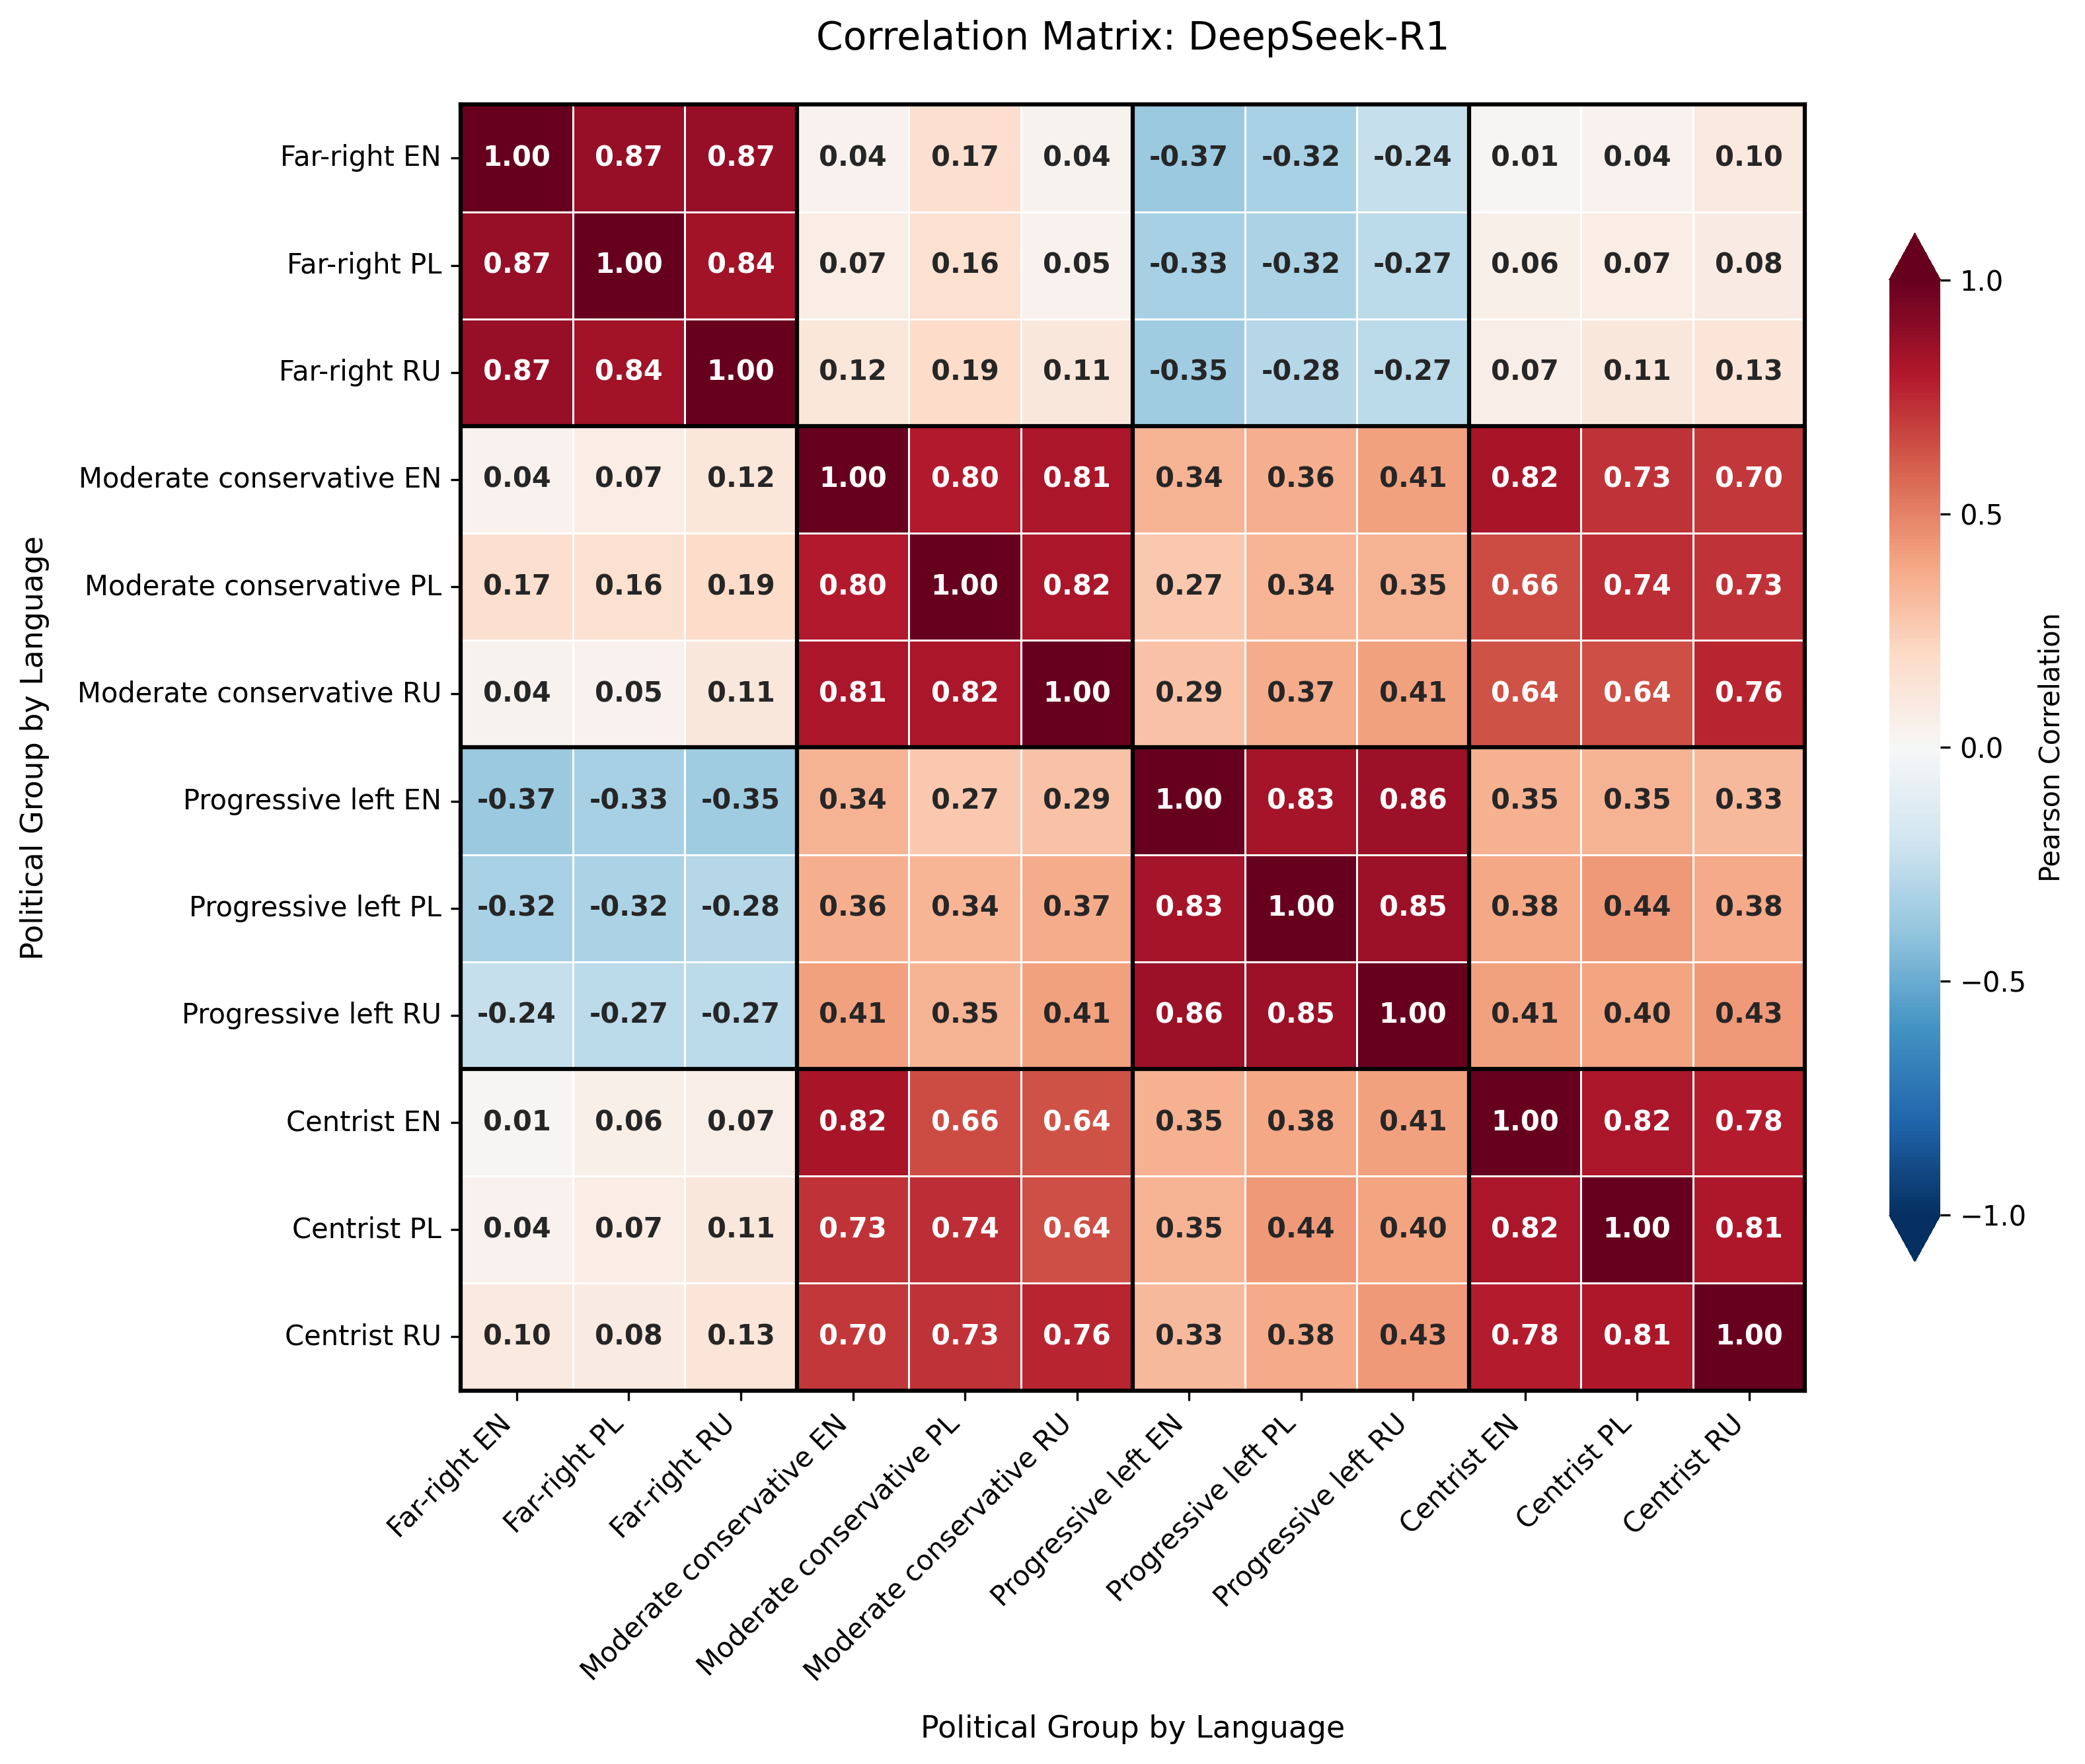 Correlation Matrix: DeepSeek-R1
Political Group by Language
Far-right EN 1.00 0.87 0.87 0.04 0.17 0.04 -0.37 -0.32 -0.24 0.01 0.04 0.10
Far-right PL 0.87 1.00 0.84 0.07 0.16 0.05 -0.33 -0.32 -0.27 0.06 0.07 0.08
Far-right RU 0.87 0.84 1.00 0.12 0.19 0.11 -0.35 -0.28 -0.27 0.07 0.11 0.13
Moderate conservative EN 0.04 0.07 0.12 1.00 0.80 0.81 0.34 0.36 0.41 0.82 0.73 0.70
Moderate conservative PL 0.17 0.16 0.19 0.80 1.00 0.82 0.27 0.34 0.35 0.66 0.74 0.73
Moderate conservative RU 0.04 0.05 0.11 0.81 0.82 1.00 0.29 0.37 0.41 0.64 0.64 0.76
Progressive left EN -0.37 -0.33 -0.35 0.34 0.27 0.29 1.00 0.83 0.86 0.35 0.35 0.33
Progressive left PL -0.32 -0.32 -0.28 0.36 0.34 0.37 0.83 1.00 0.85 0.38 0.44 0.38
Progressive left RU -0.24 -0.27 -0.27 0.41 0.35 0.41 0.86 0.85 1.00 0.41 0.40 0.43
Centrist EN 0.01 0.06 0.07 0.82 0.66 0.64 0.35 0.38 0.41 1.00 0.82 0.78
Centrist PL 0.04 0.07 0.11 0.73 0.74 0.64 0.35 0.44 0.40 0.82 1.00 0.81
Centrist RU 0.10 0.08 0.13 0.70 0.73 0.76 0.33 0.38 0.43 0.78 0.81 1.00
Far-right EN
Far-right PL
Far-right RU
Moderate conservative EN
Moderate conservative PL
Moderate conservative RU
Progressive left EN
Progressive left PL
Progressive left RU
Centrist EN
Centrist PL
Centrist RU
Political Group by Language
1.0
0.5
0.0
−0.5
−1.0
Pearson Correlation